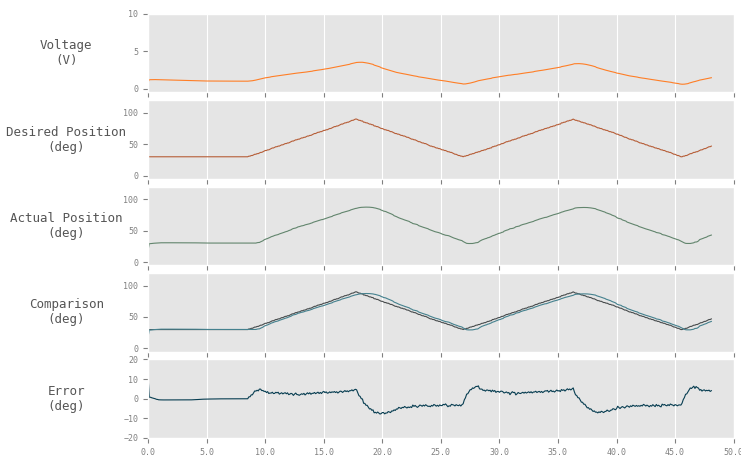 Voltage
(V)
10
5
0
Desired Position
(deg)
100
50
0
Actual Position
(deg)
100
50
0
Comparison
(deg)
100
50
0
Error
(deg)
20
10
0
−10
−20
0.0 5.0 10.0 15.0 20.0 25.0 30.0 35.0 40.0 45.0 50.0